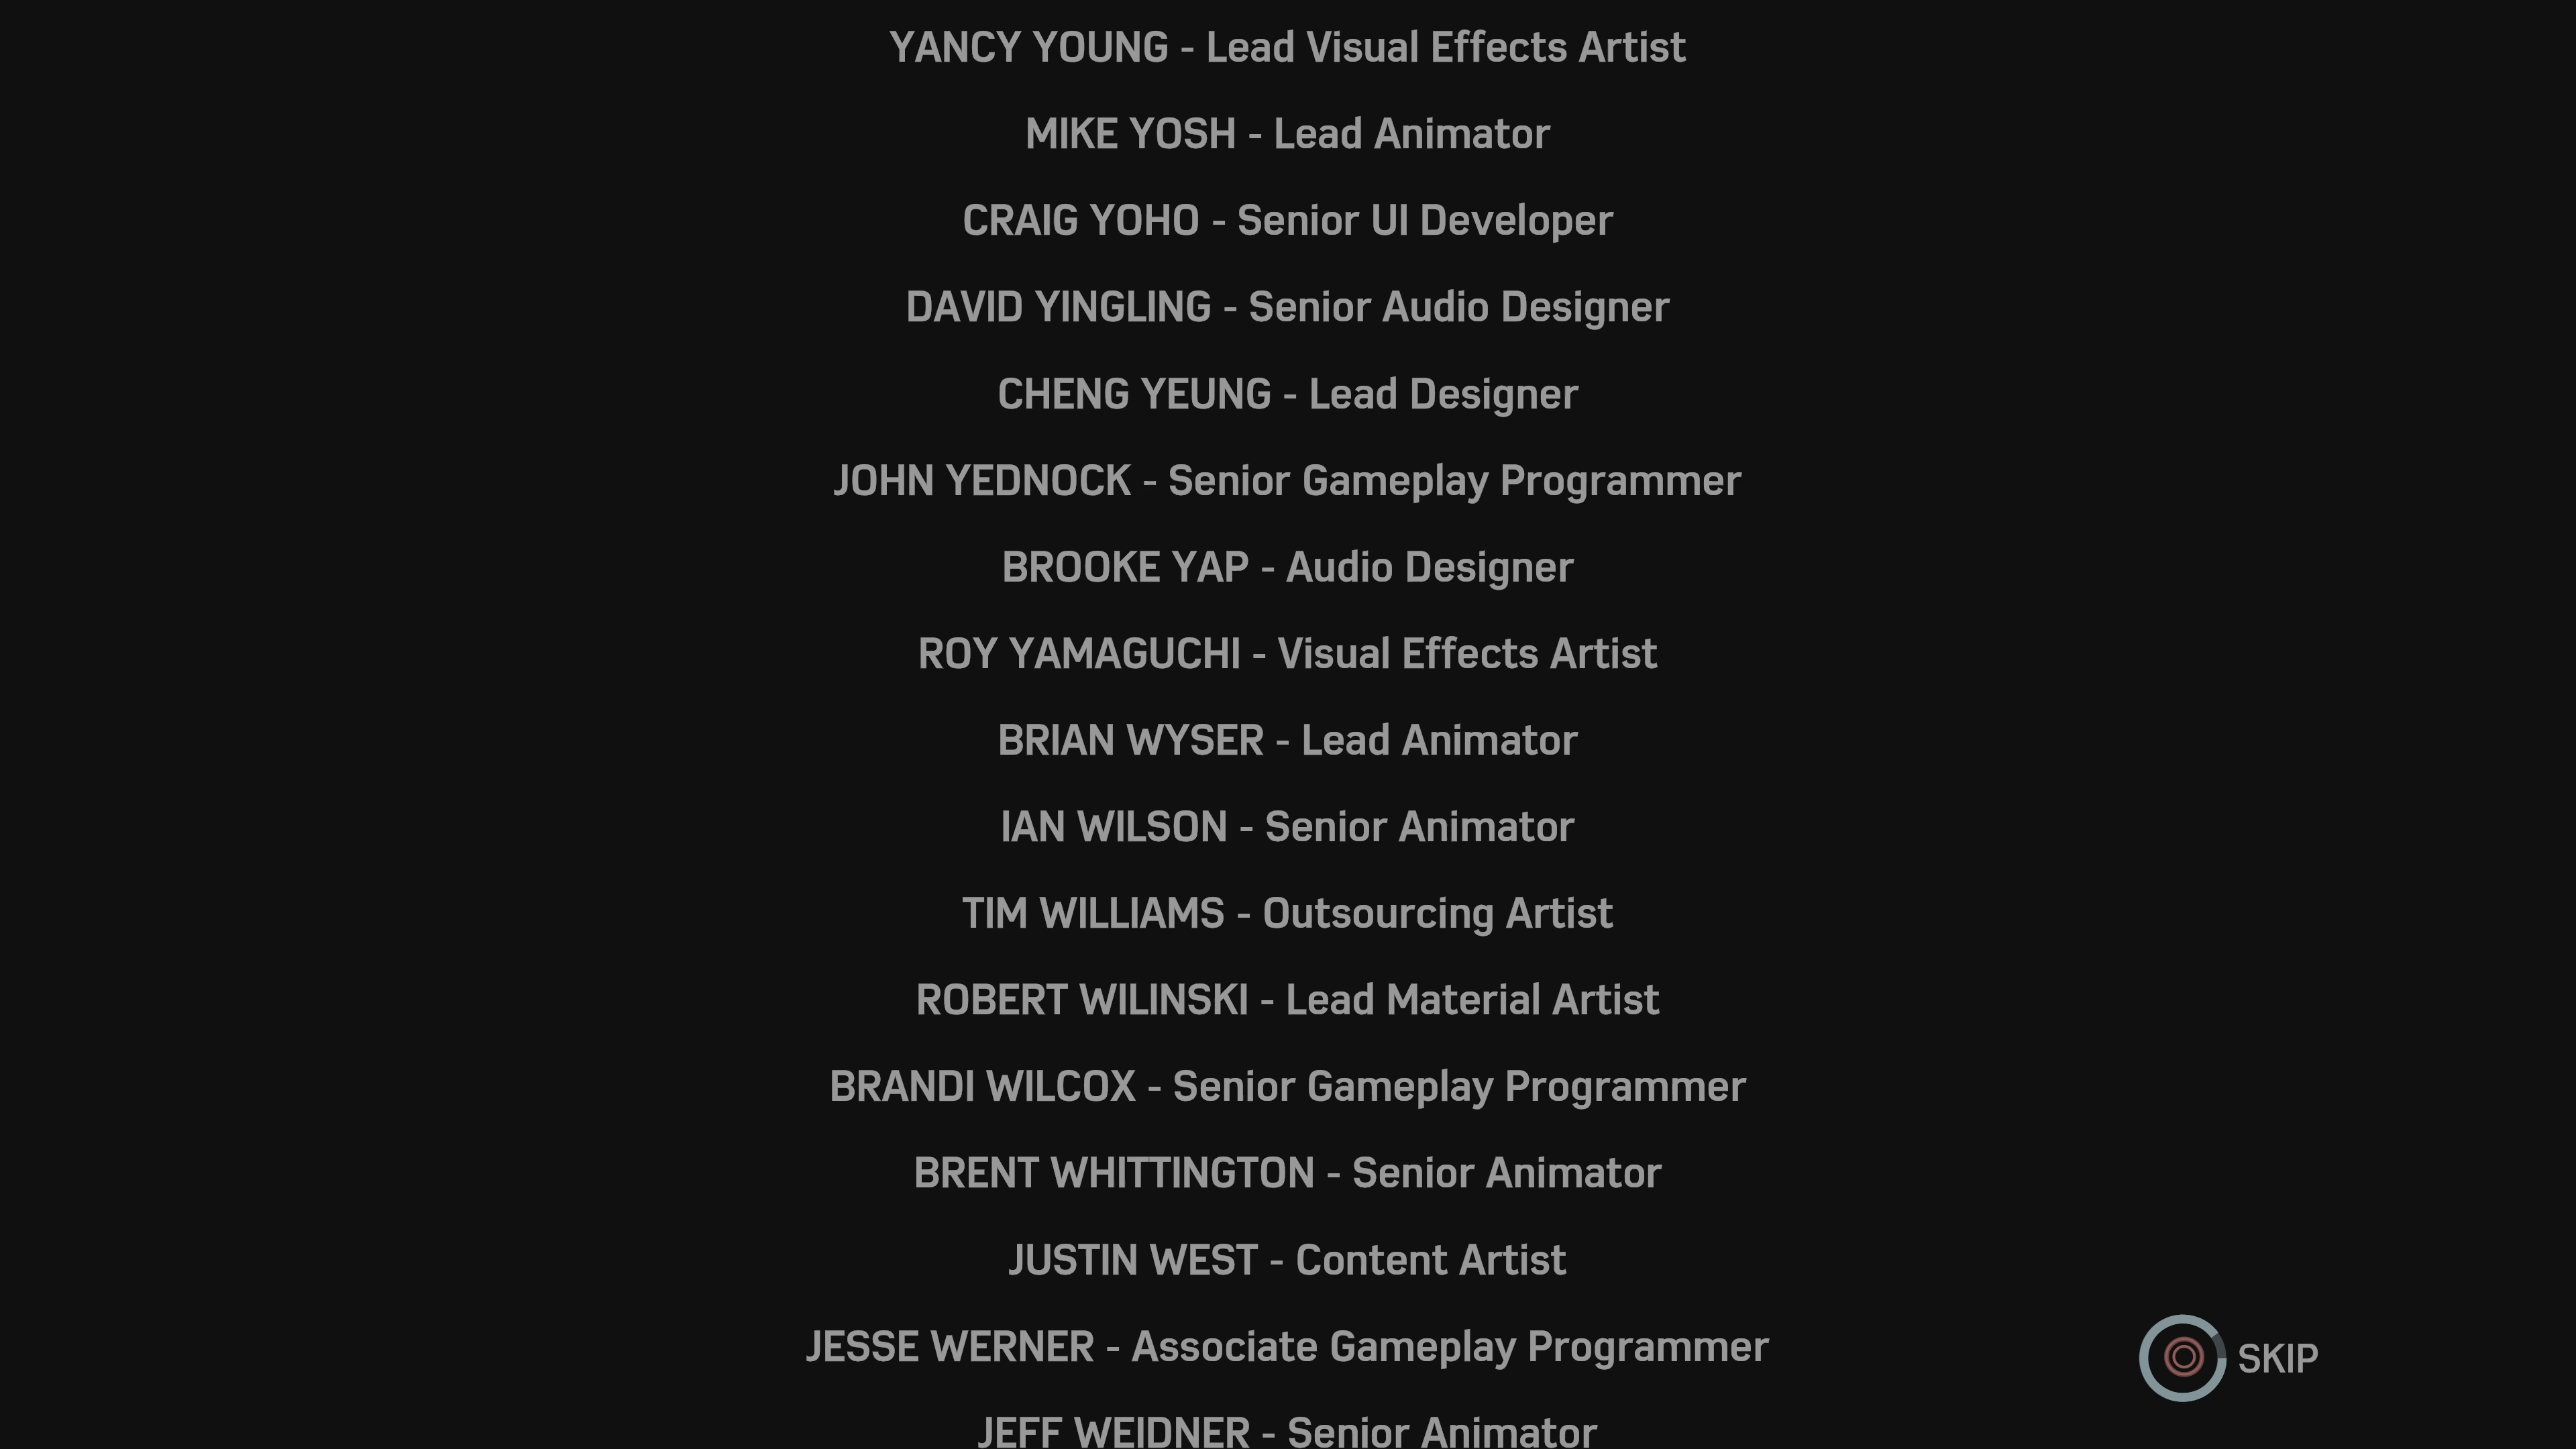 YANCY YOUNG - Lead Visual Effects Artist
MIKE YOSH - Lead Animator
CRAIG YOHO - Senior UI Developer
DAVID YINGLING - Senior Audio Designer
CHENG YEUNG - Lead Designer
JOHN YEDNOCK - Senior Gameplay Programmer
BROOKE YAP - Audio Designer
ROY YAMAGUCHI - Visual Effects Artist
BRIAN WYSER - Lead Animator
IAN WILSON - Senior Animator
TIM WILLIAMS - Outsourcing Artist
ROBERT WILINSKI - Lead Material Artist
BRANDI WILCOX - Senior Gameplay Programmer
BRENT WHITTINGTON - Senior Animator
JUSTIN WEST - Content Artist
JESSE WERNER - Associate Gameplay Programmer
SKIP
JEFF WEIDNER - Senior Animator